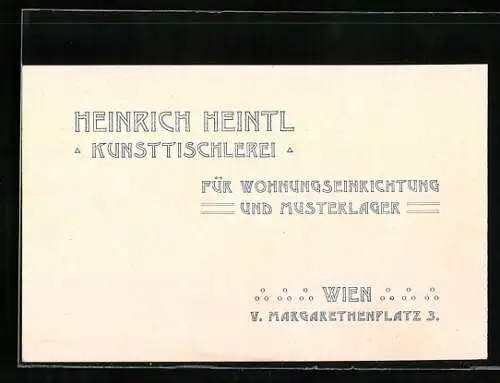 HEINRICH HEINTL
KUNSTTISCHLEREI
FÜR WOHNUNGSEINRICHTUNG
UND MUSTERLAGER
WIEN
V. MARGARETHENPLATZ 3.